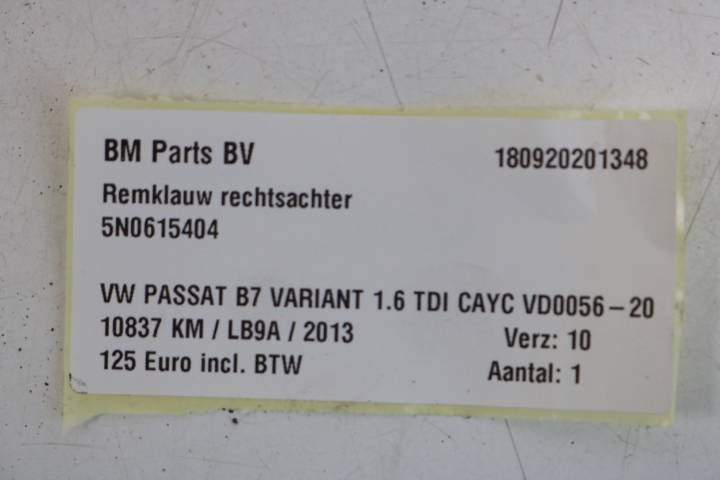 BM Parts BV 180920201348
Remklauw rechtsachter
5N0615404
VW PASSAT B7 VARIANT 1.6 TDI CAYC VD0056-20
10837 KM / LB9A / 2013 Verz: 10
125 Euro incl. BTW Aantal: 1